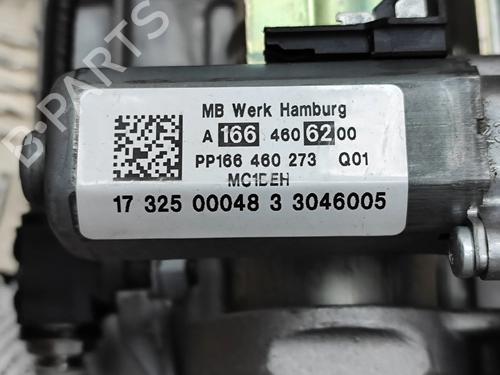 B-PARTS
MB Werk Hamburg
A 166 460 62 00
PP166 460 273 Q01
MC1DEH
17 325 00048 3 3046005